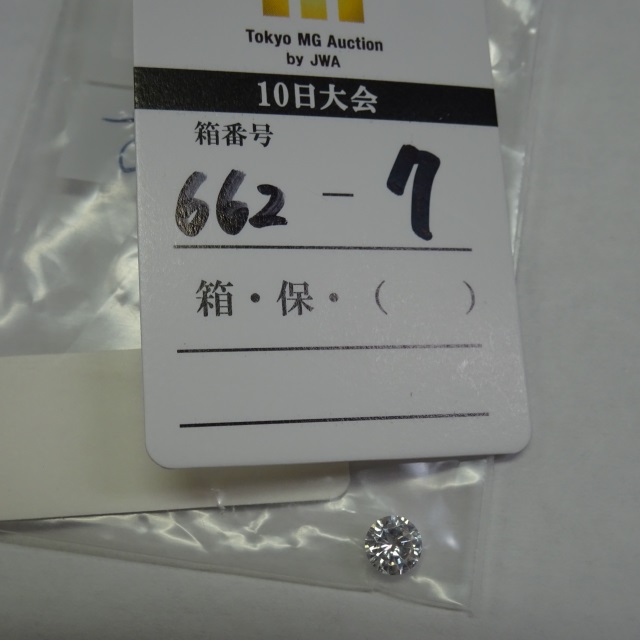 Tokyo MG Auction
by JWA
10日大会
箱番号
662 - 7
箱・保・(　　)